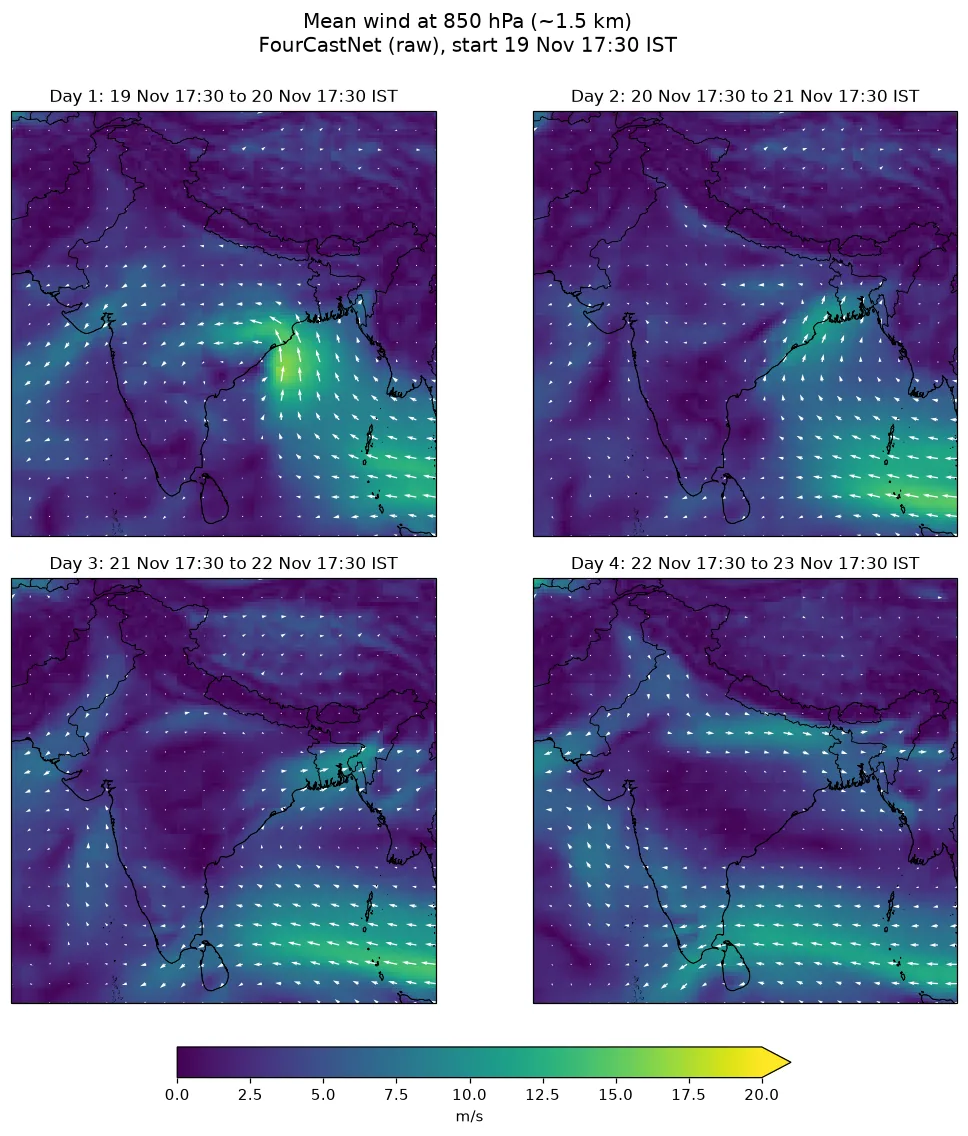 Mean wind at 850 hPa (~1.5 km)
FourCastNet (raw), start 19 Nov 17:30 IST
Day 1: 19 Nov 17:30 to 20 Nov 17:30 IST
Day 2: 20 Nov 17:30 to 21 Nov 17:30 IST
Day 3: 21 Nov 17:30 to 22 Nov 17:30 IST
Day 4: 22 Nov 17:30 to 23 Nov 17:30 IST
0.0 2.5 5.0 7.5 10.0 12.5 15.0 17.5 20.0
m/s